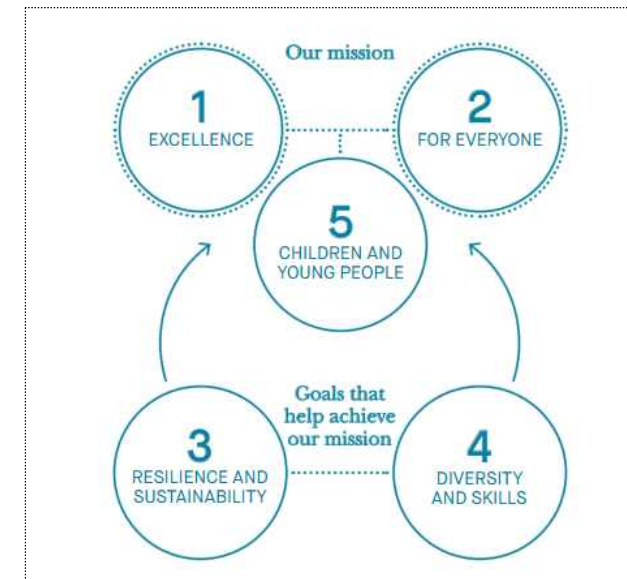 Our mission
1
EXCELLENCE
2
FOR EVERYONE
5
CHILDREN AND
YOUNG PEOPLE
Goals that
help achieve
our mission
3
RESILIENCE AND
SUSTAINABILITY
4
DIVERSITY
AND SKILLS